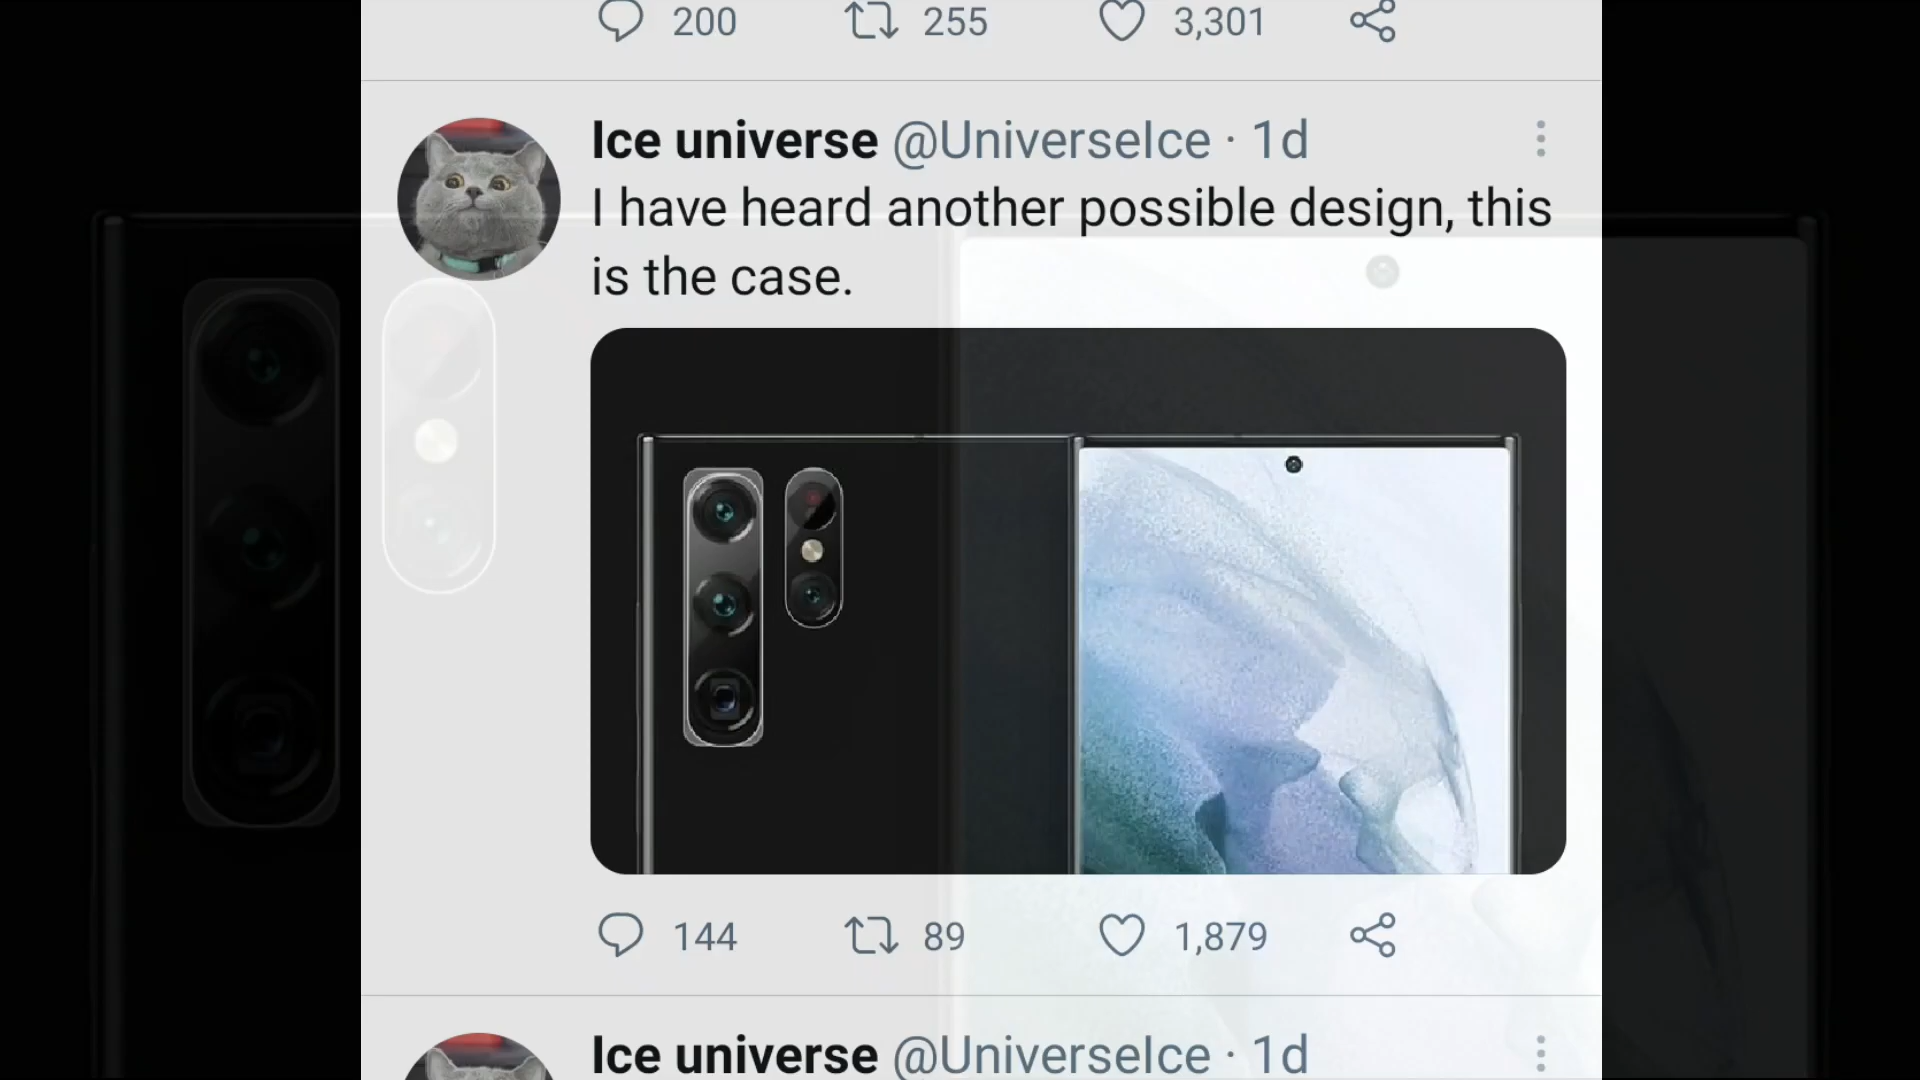 200 255 3,301
Ice universe @UniverseIce · 1d
I have heard another possible design, this
is the case.
144 89 1,879
Ice universe @UniverseIce · 1d